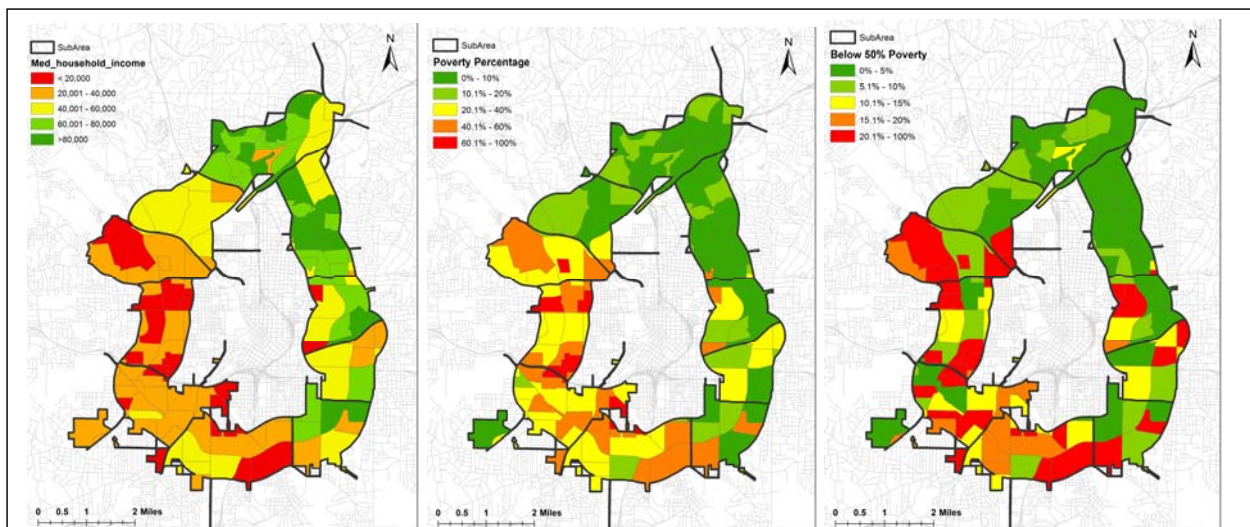 N
SubArea
Med_household_income
< 20,000
20,001 - 40,000
40,001 - 60,000
60,001 - 80,000
>80,000
0 0.5 1 2 Miles
N
SubArea
Poverty Percentage
0% - 10%
10.1% - 20%
20.1% - 40%
40.1% - 60%
60.1% - 100%
0 0.5 1 2 Miles
N
SubArea
Below 50% Poverty
0% - 5%
5.1% - 10%
10.1% - 15%
15.1% - 20%
20.1% - 100%
0 0.5 1 2 Miles